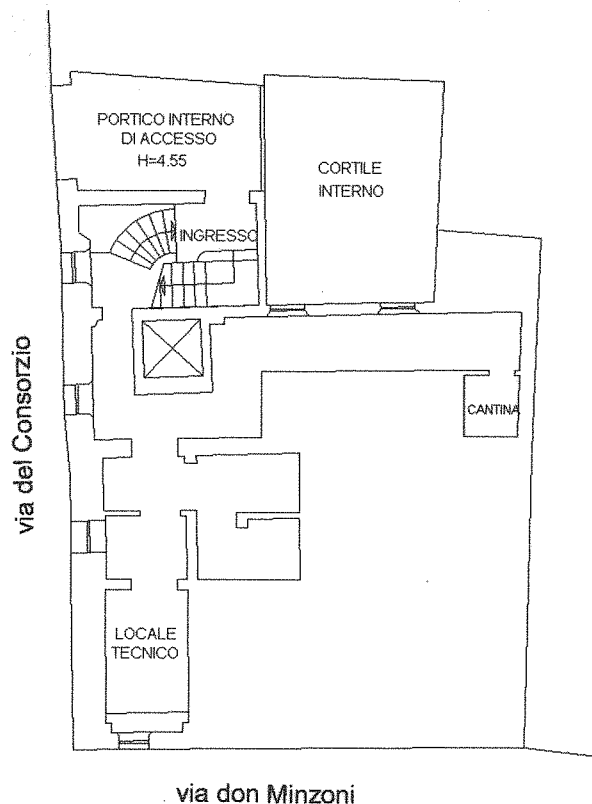 PORTICO INTERNO
DI ACCESSO
H=4.55
CORTILE
INTERNO
INGRESSO
CANTINA
via del Consorzio
LOCALE
TECNICO
via don Minzoni